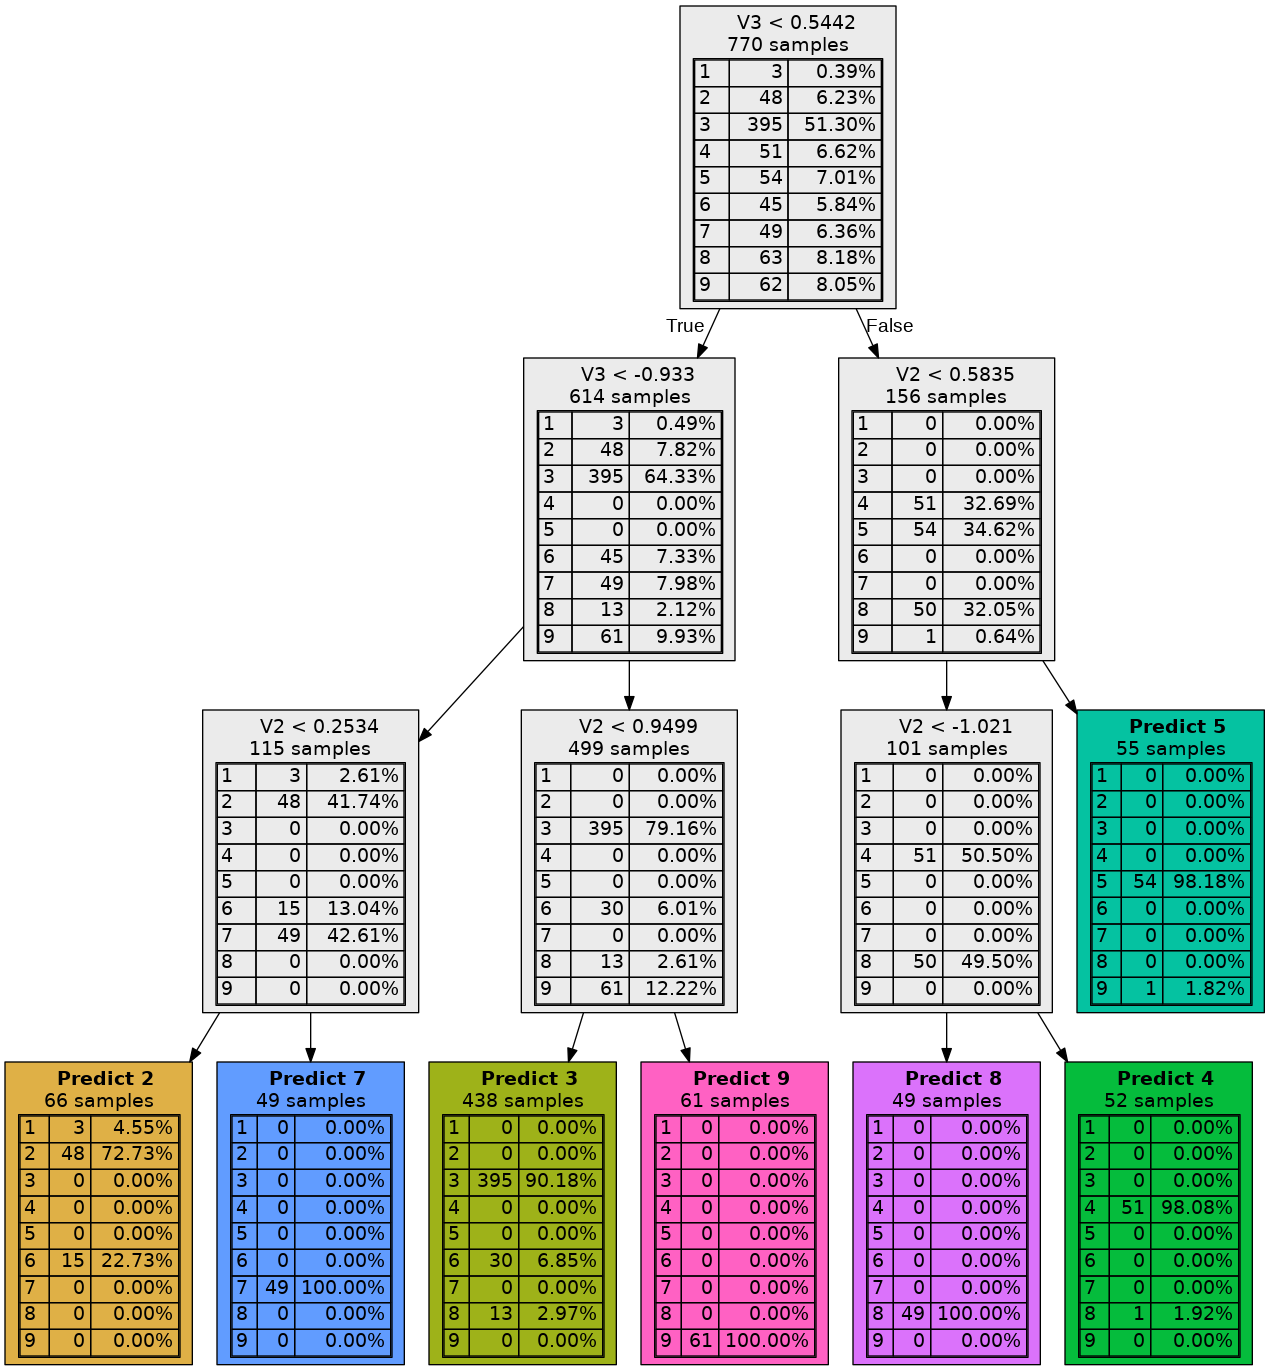 V3 < 0.5442
770 samples
1 3 0.39%
2 48 6.23%
3 395 51.30%
4 51 6.62%
5 54 7.01%
6 45 5.84%
7 49 6.36%
8 63 8.18%
9 62 8.05%
True
False
V3 < -0.933
614 samples
1 3 0.49%
2 48 7.82%
3 395 64.33%
4 0 0.00%
5 0 0.00%
6 45 7.33%
7 49 7.98%
8 13 2.12%
9 61 9.93%
V2 < 0.5835
156 samples
1 0 0.00%
2 0 0.00%
3 0 0.00%
4 51 32.69%
5 54 34.62%
6 0 0.00%
7 0 0.00%
8 50 32.05%
9 1 0.64%
V2 < 0.2534
115 samples
1 3 2.61%
2 48 41.74%
3 0 0.00%
4 0 0.00%
5 0 0.00%
6 15 13.04%
7 49 42.61%
8 0 0.00%
9 0 0.00%
V2 < 0.9499
499 samples
1 0 0.00%
2 0 0.00%
3 395 79.16%
4 0 0.00%
5 0 0.00%
6 30 6.01%
7 0 0.00%
8 13 2.61%
9 61 12.22%
V2 < -1.021
101 samples
1 0 0.00%
2 0 0.00%
3 0 0.00%
4 51 50.50%
5 0 0.00%
6 0 0.00%
7 0 0.00%
8 50 49.50%
9 0 0.00%
Predict 5
55 samples
1 0 0.00%
2 0 0.00%
3 0 0.00%
4 0 0.00%
5 54 98.18%
6 0 0.00%
7 0 0.00%
8 0 0.00%
9 1 1.82%
Predict 2
66 samples
1 3 4.55%
2 48 72.73%
3 0 0.00%
4 0 0.00%
5 0 0.00%
6 15 22.73%
7 0 0.00%
8 0 0.00%
9 0 0.00%
Predict 7
49 samples
1 0 0.00%
2 0 0.00%
3 0 0.00%
4 0 0.00%
5 0 0.00%
6 0 0.00%
7 49 100.00%
8 0 0.00%
9 0 0.00%
Predict 3
438 samples
1 0 0.00%
2 0 0.00%
3 395 90.18%
4 0 0.00%
5 0 0.00%
6 30 6.85%
7 0 0.00%
8 13 2.97%
9 0 0.00%
Predict 9
61 samples
1 0 0.00%
2 0 0.00%
3 0 0.00%
4 0 0.00%
5 0 0.00%
6 0 0.00%
7 0 0.00%
8 0 0.00%
9 61 100.00%
Predict 8
49 samples
1 0 0.00%
2 0 0.00%
3 0 0.00%
4 0 0.00%
5 0 0.00%
6 0 0.00%
7 0 0.00%
8 49 100.00%
9 0 0.00%
Predict 4
52 samples
1 0 0.00%
2 0 0.00%
3 0 0.00%
4 51 98.08%
5 0 0.00%
6 0 0.00%
7 0 0.00%
8 1 1.92%
9 0 0.00%